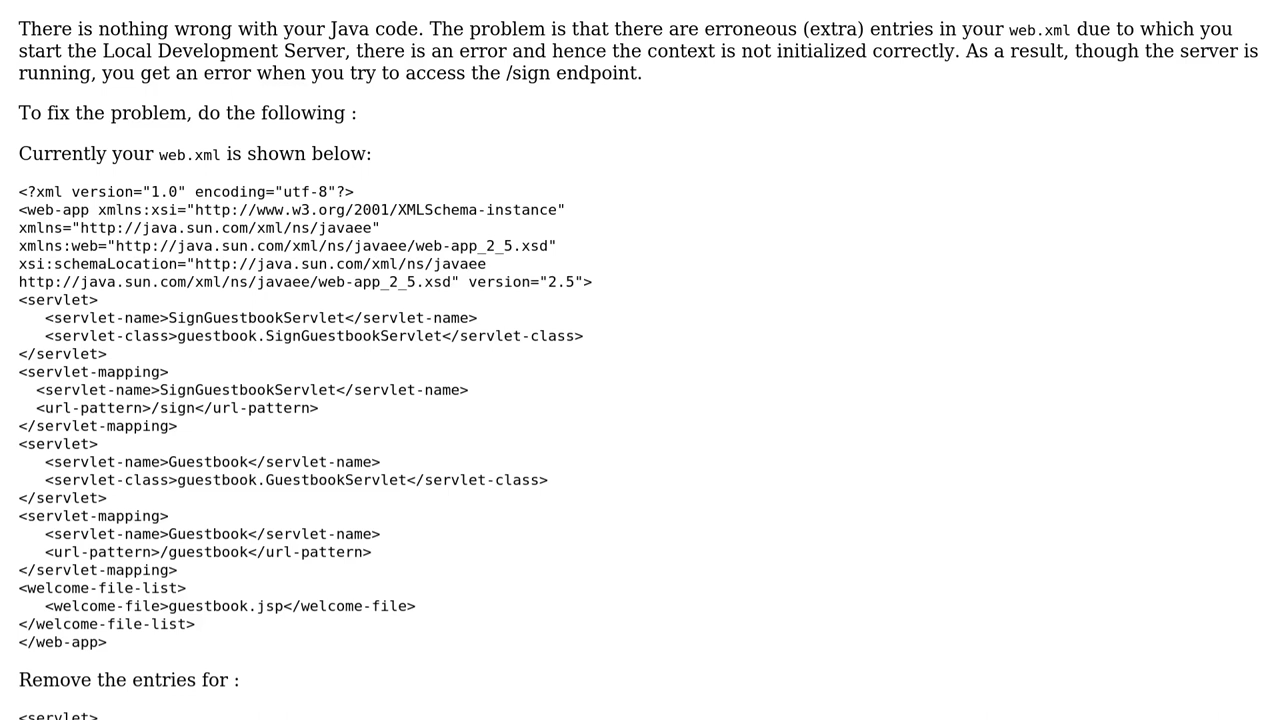 There is nothing wrong with your Java code. The problem is that there are erroneous (extra) entries in your web.xml due to which you
start the Local Development Server, there is an error and hence the context is not initialized correctly. As a result, though the server is
running, you get an error when you try to access the /sign endpoint.
To fix the problem, do the following :
Currently your web.xml is shown below:
<?xml version="1.0" encoding="utf-8"?>
<web-app xmlns:xsi="http://www.w3.org/2001/XMLSchema-instance"
xmlns="http://java.sun.com/xml/ns/javaee"
xmlns:web="http://java.sun.com/xml/ns/javaee/web-app_2_5.xsd"
xsi:schemaLocation="http://java.sun.com/xml/ns/javaee
http://java.sun.com/xml/ns/javaee/web-app_2_5.xsd" version="2.5">
<servlet>
   <servlet-name>SignGuestbookServlet</servlet-name>
   <servlet-class>guestbook.SignGuestbookServlet</servlet-class>
</servlet>
<servlet-mapping>
  <servlet-name>SignGuestbookServlet</servlet-name>
  <url-pattern>/sign</url-pattern>
</servlet-mapping>
<servlet>
   <servlet-name>Guestbook</servlet-name>
   <servlet-class>guestbook.GuestbookServlet</servlet-class>
</servlet>
<servlet-mapping>
   <servlet-name>Guestbook</servlet-name>
   <url-pattern>/guestbook</url-pattern>
</servlet-mapping>
<welcome-file-list>
   <welcome-file>guestbook.jsp</welcome-file>
</welcome-file-list>
</web-app>
Remove the entries for :
<servlet>